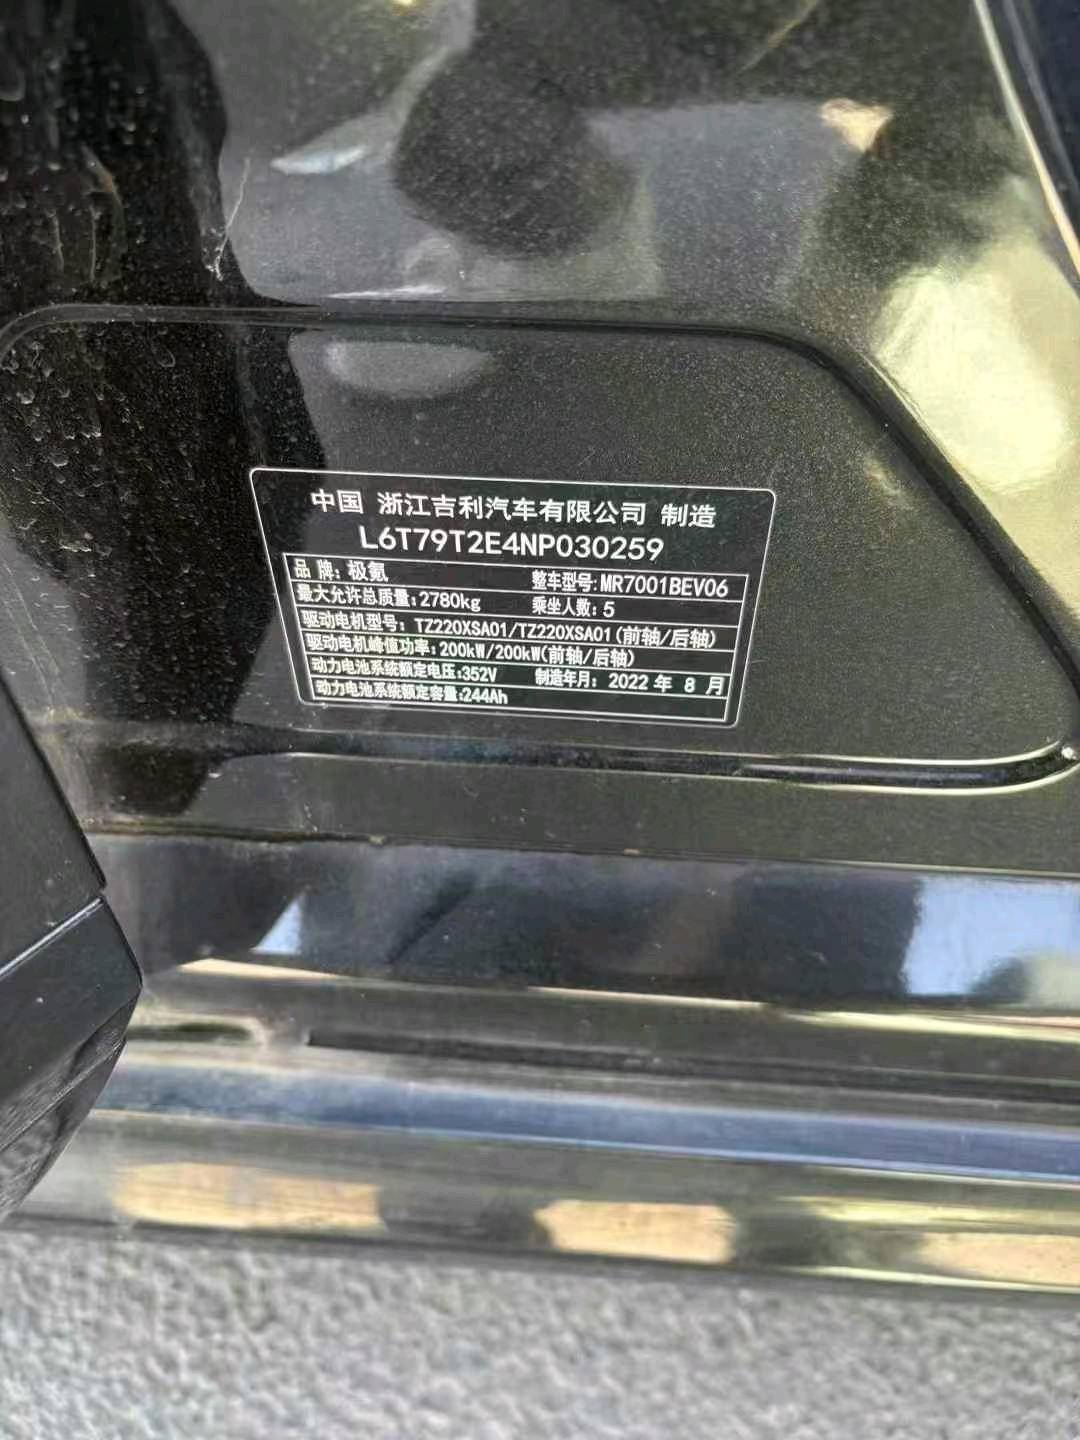 中国 浙江吉利汽车有限公司 制造
L6T79T2E4NP030259
品牌：极氪 整车型号：MR7001BEV06
最大允许总质量：2780kg 乘坐人数：5
驱动电机型号：TZ220XSA01/TZ220XSA01(前轴/后轴)
驱动电机峰值功率：200kW/200kW(前轴/后轴)
动力电池系统额定电压：352V 制造年月：2022 年 8 月
动力电池系统额定容量：244Ah